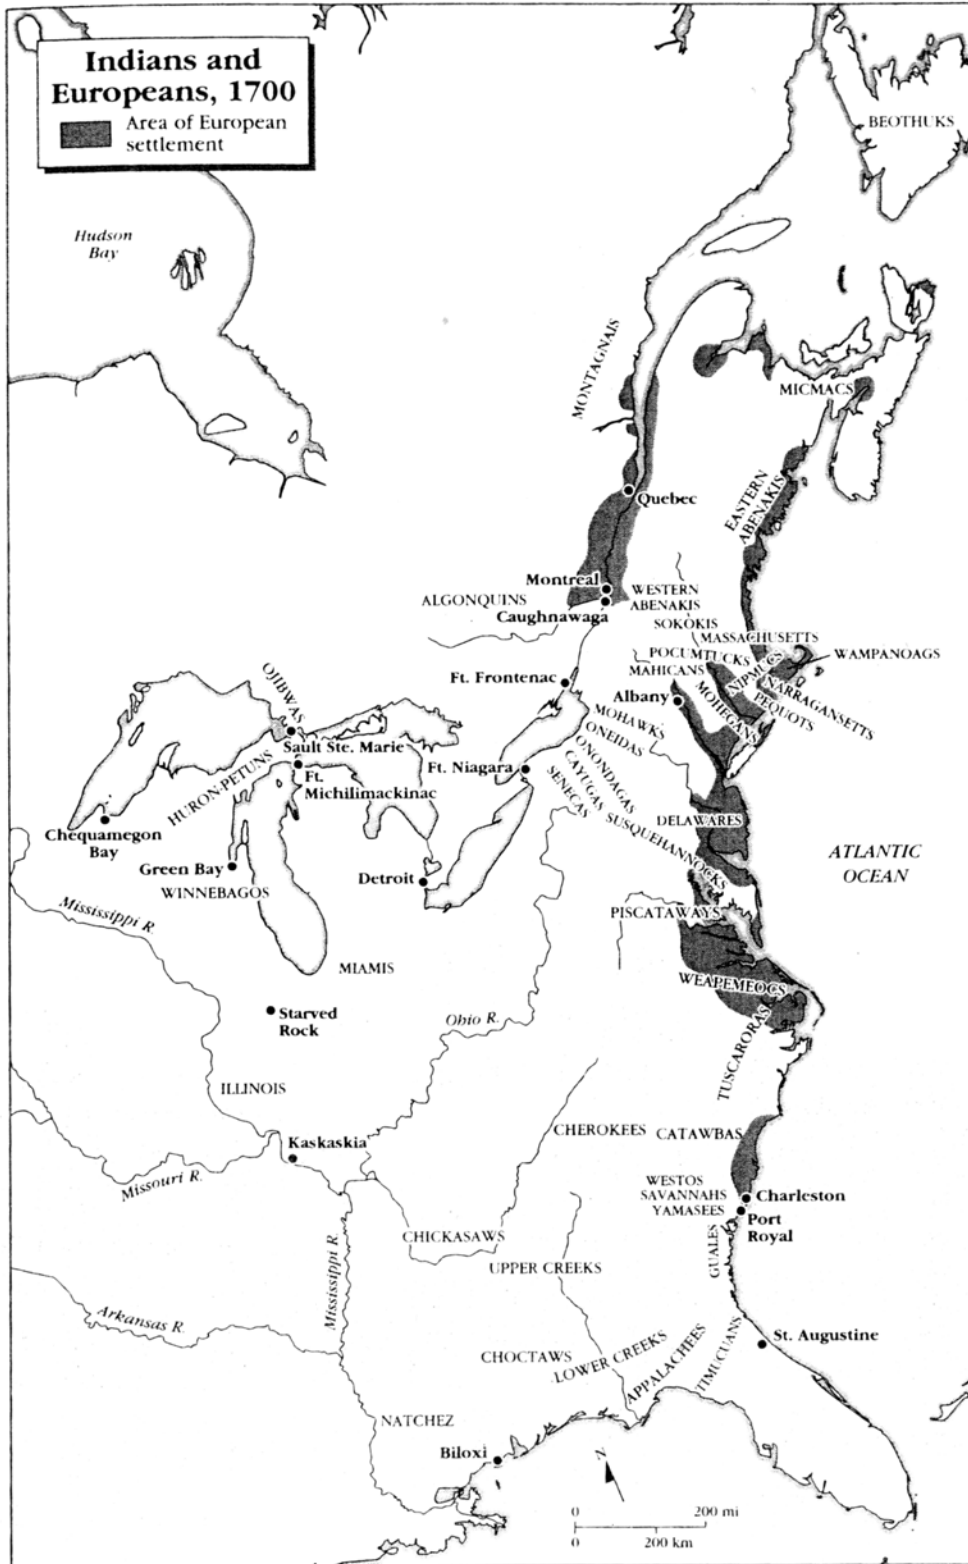 Indians and
Europeans, 1700
Area of European
settlement
BEOTHUKS
Hudson
Bay
MONTAGNAIS
MICMACS
Quebec
EASTERN
ABENAKIS
Montreal
ALGONQUINS
Caughnawaga
WESTERN
ABENAKIS
SOKOKIS
MASSACHUSETTS
POCUMTUCKS
NIPMUCS
WAMPANOAGS
MAHICANS
NARRAGANSETTS
Ft. Frontenac
Albany
MOHEGANS
PEQUOTS
OJIBWAS
MOHAWKS
Sault Ste. Marie
ONEIDAS
HURON-PETUNS
Ft. Niagara
ONONDAGAS
Ft.
Michilimackinac
CAYUGAS
SENECAS
Chequamegon
Bay
SUSQUEHANNOCKS
DELAWARES
Green Bay
ATLANTIC
OCEAN
WINNEBAGOS
Detroit
Mississippi R.
PISCATAWAYS
MIAMIS
WEAPEMEOCS
Starved
Rock
Ohio R.
TUSCARORAS
ILLINOIS
CHEROKEES
CATAWBAS
Kaskaskia
Missouri R.
WESTOS
SAVANNAHS
YAMASEES
Charleston
Port
Royal
CHICKASAWS
GUALES
UPPER CREEKS
Mississippi R.
Arkansas R.
St. Augustine
CHOCTAWS
LOWER CREEKS
APPALACHEES
TIMUCUANS
NATCHEZ
Biloxi
N
0 200 mi
0 200 km